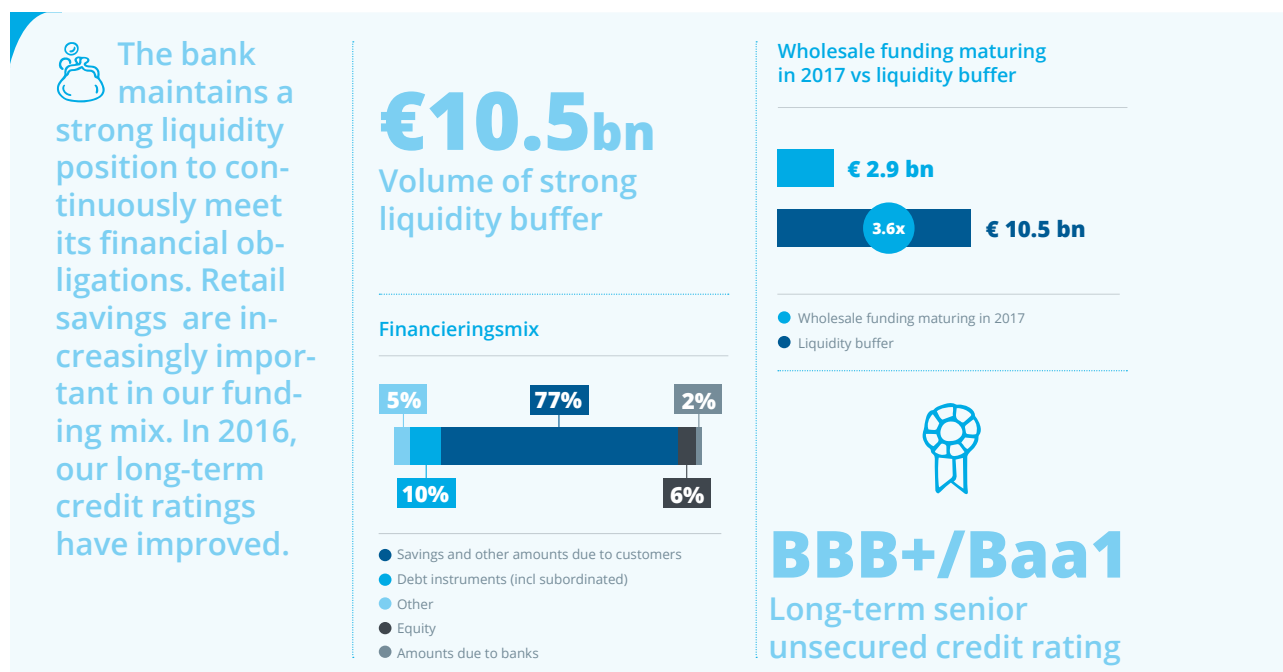 The bank
maintains a
strong liquidity
position to con-
tinuously meet
its financial ob-
ligations. Retail
savings  are in-
creasingly impor-
tant in our fund-
ing mix. In 2016,
our long-term
credit ratings
have improved.
€10.5bn
Volume of strong
liquidity buffer
Financieringsmix
5%
77%
2%
10%
6%
Savings and other amounts due to customers
Debt instruments (incl subordinated)
Other
Equity
Amounts due to banks
Wholesale funding maturing
in 2017 vs liquidity buffer
€ 2.9 bn
3.6x
€ 10.5 bn
Wholesale funding maturing in 2017
Liquidity buffer
BBB+/Baa1
Long-term senior
unsecured credit rating